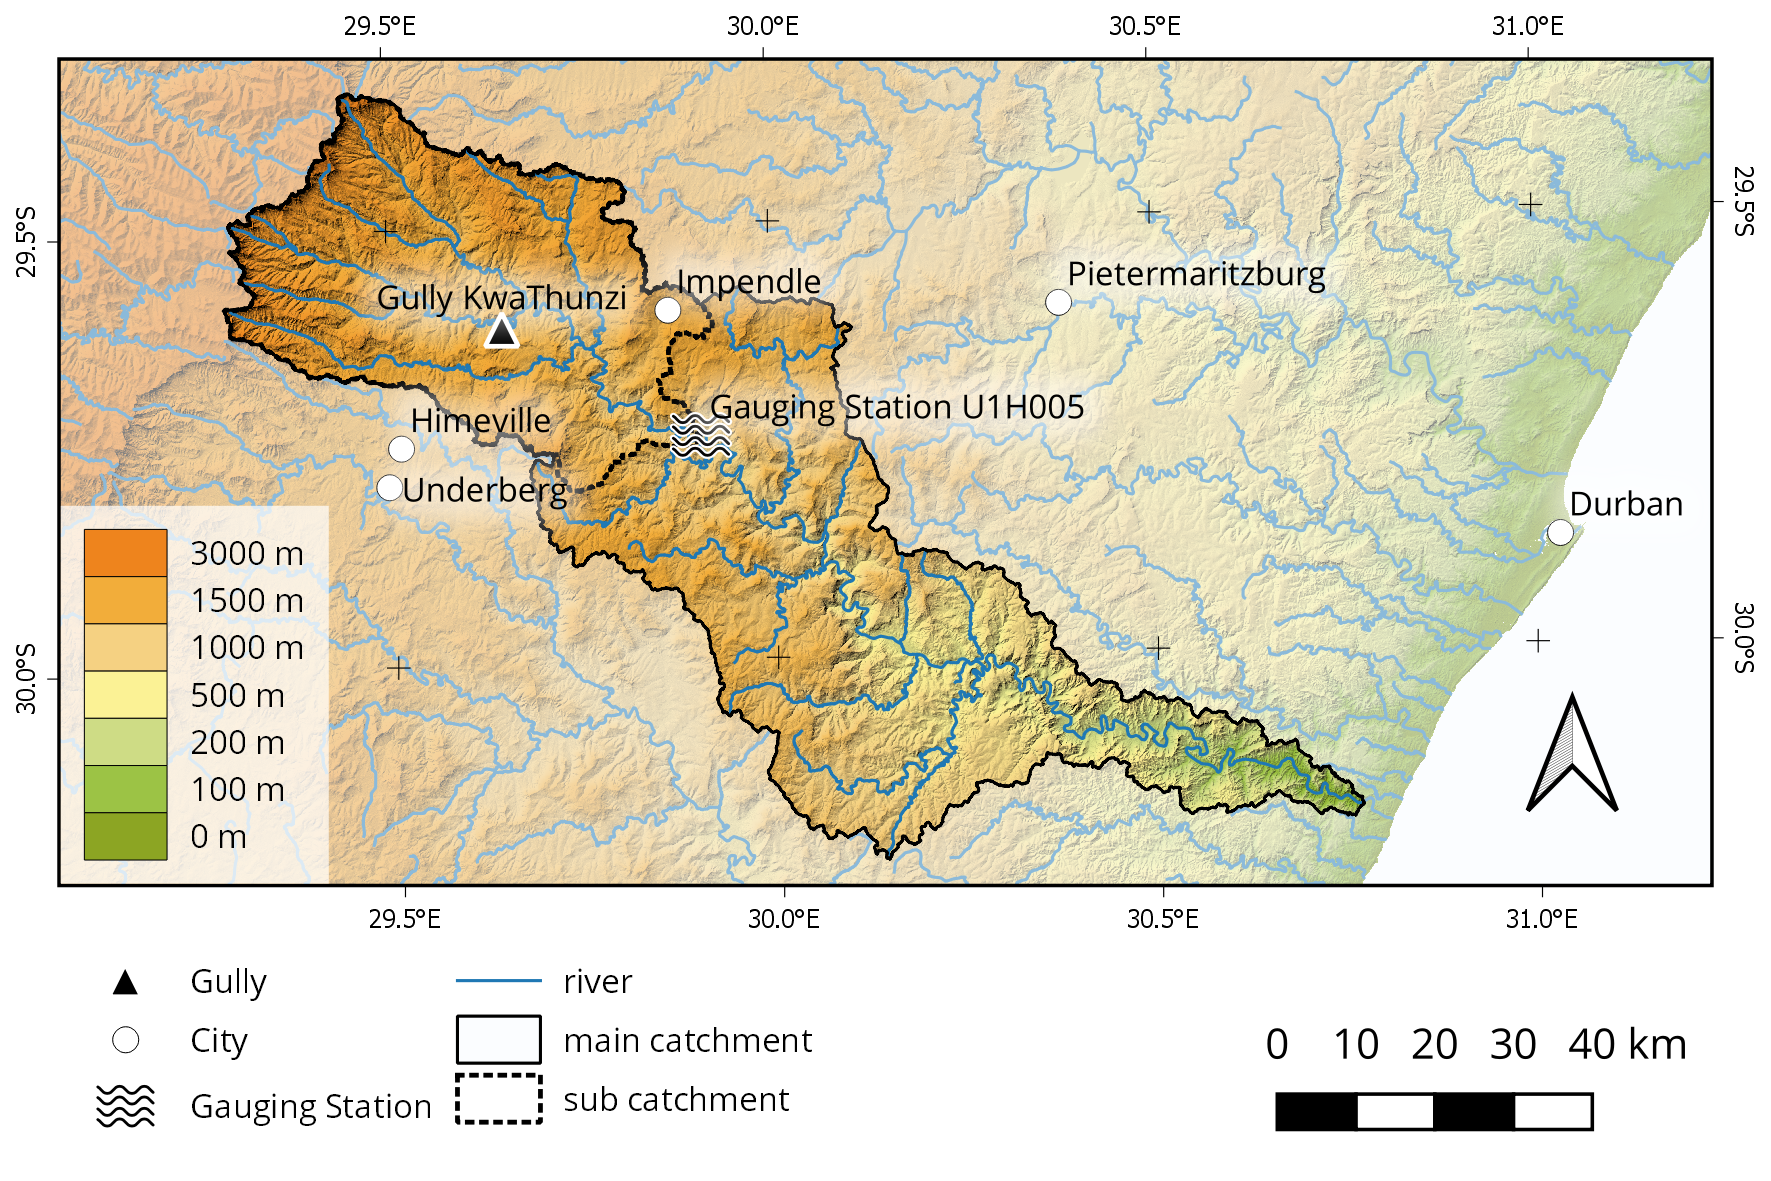 29.5°E
30.0°E
30.5°E
31.0°E
29.5°S
29.5°S
Impendle
Pietermaritzburg
Gully KwaThunzi
Gauging Station U1H005
Himeville
Underberg
Durban
3000 m
1500 m
1000 m
500 m
200 m
100 m
0 m
30.0°S
30.0°S
29.5°E
30.0°E
30.5°E
31.0°E
Gully
river
City
main catchment
Gauging Station
sub catchment
0 10 20 30 40 km